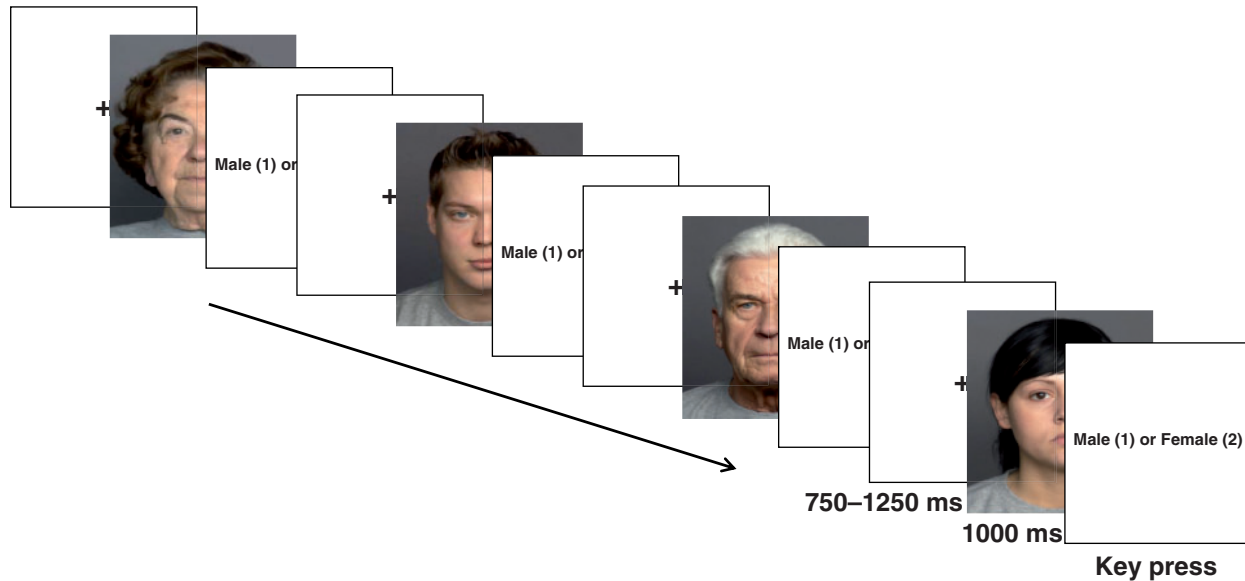 +
Male (1) or
+
Male (1) or
+
Male (1) or
+
Male (1) or Female (2)
750–1250 ms
1000 ms
Key press